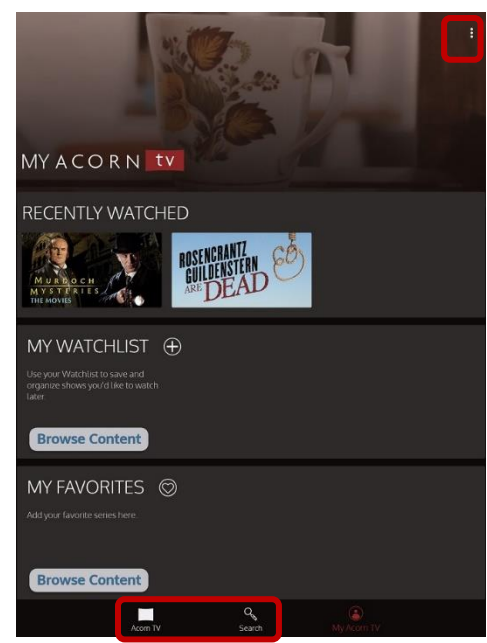 MY ACORN tv
RECENTLY WATCHED
MURDOCH
MYSTERIES
THE MOVIES
ROSENCRANTZ
GUILDENSTERN
ARE DEAD
MY WATCHLIST
Use your Watchlist to save and
organize shows you'd like to watch
later.
Browse Content
MY FAVORITES
Add your favorite series here.
Browse Content
Acorn TV Search My Acorn TV